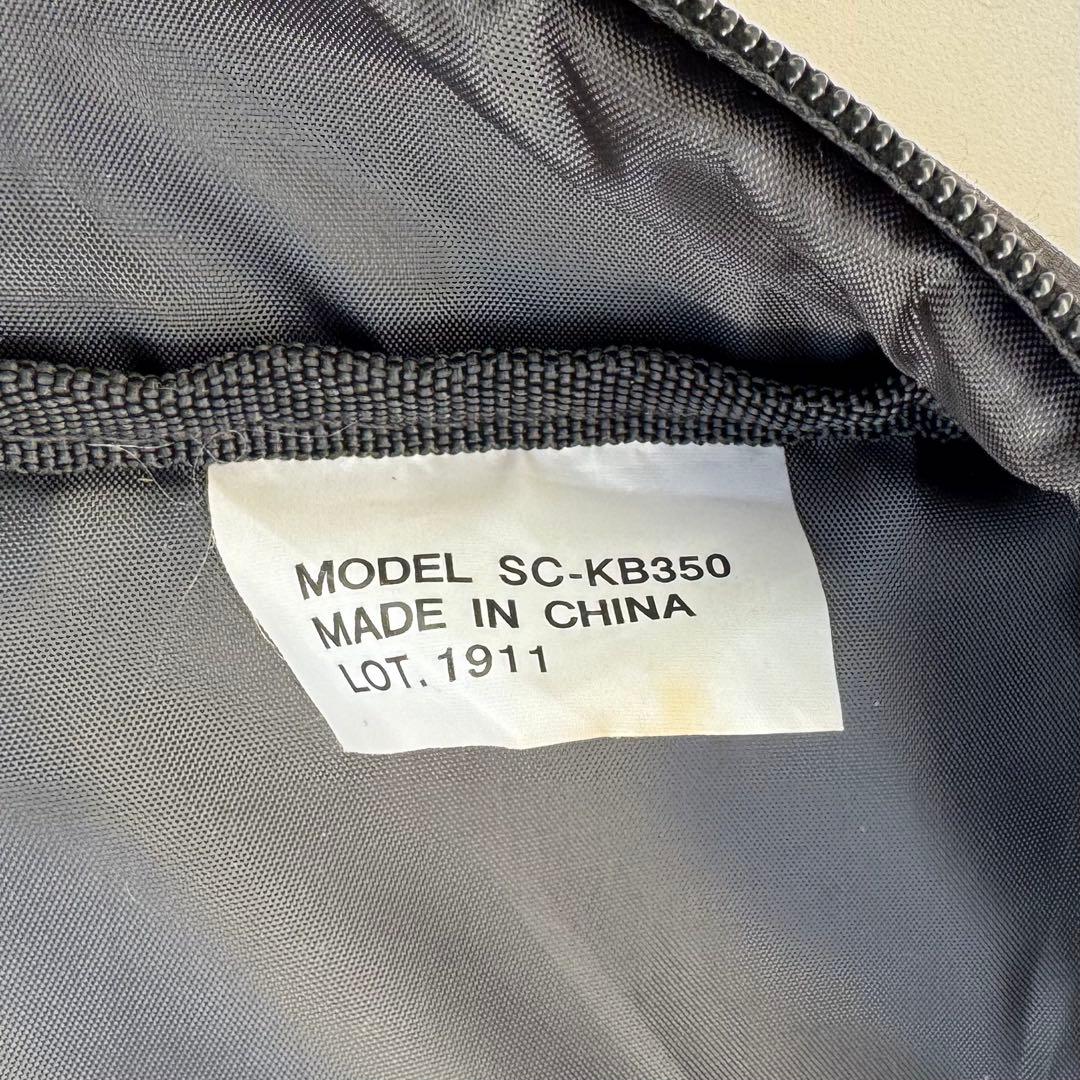 MODEL SC-KB350
MADE IN CHINA
LOT. 1911